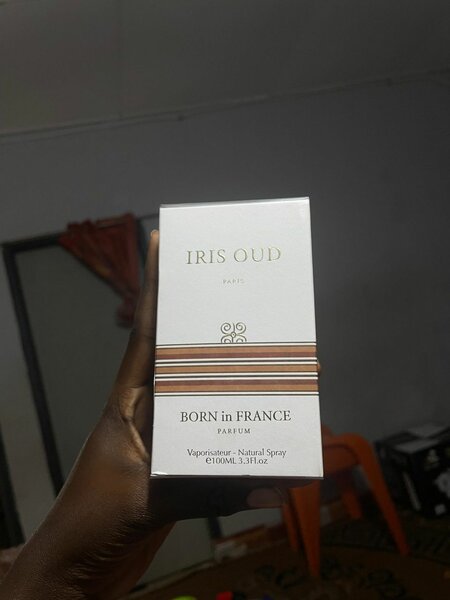 IRIS OUD
PARIS
BORN in FRANCE
PARFUM
Vaporisateur - Natural Spray
℮100ML 3.3Fl.oz